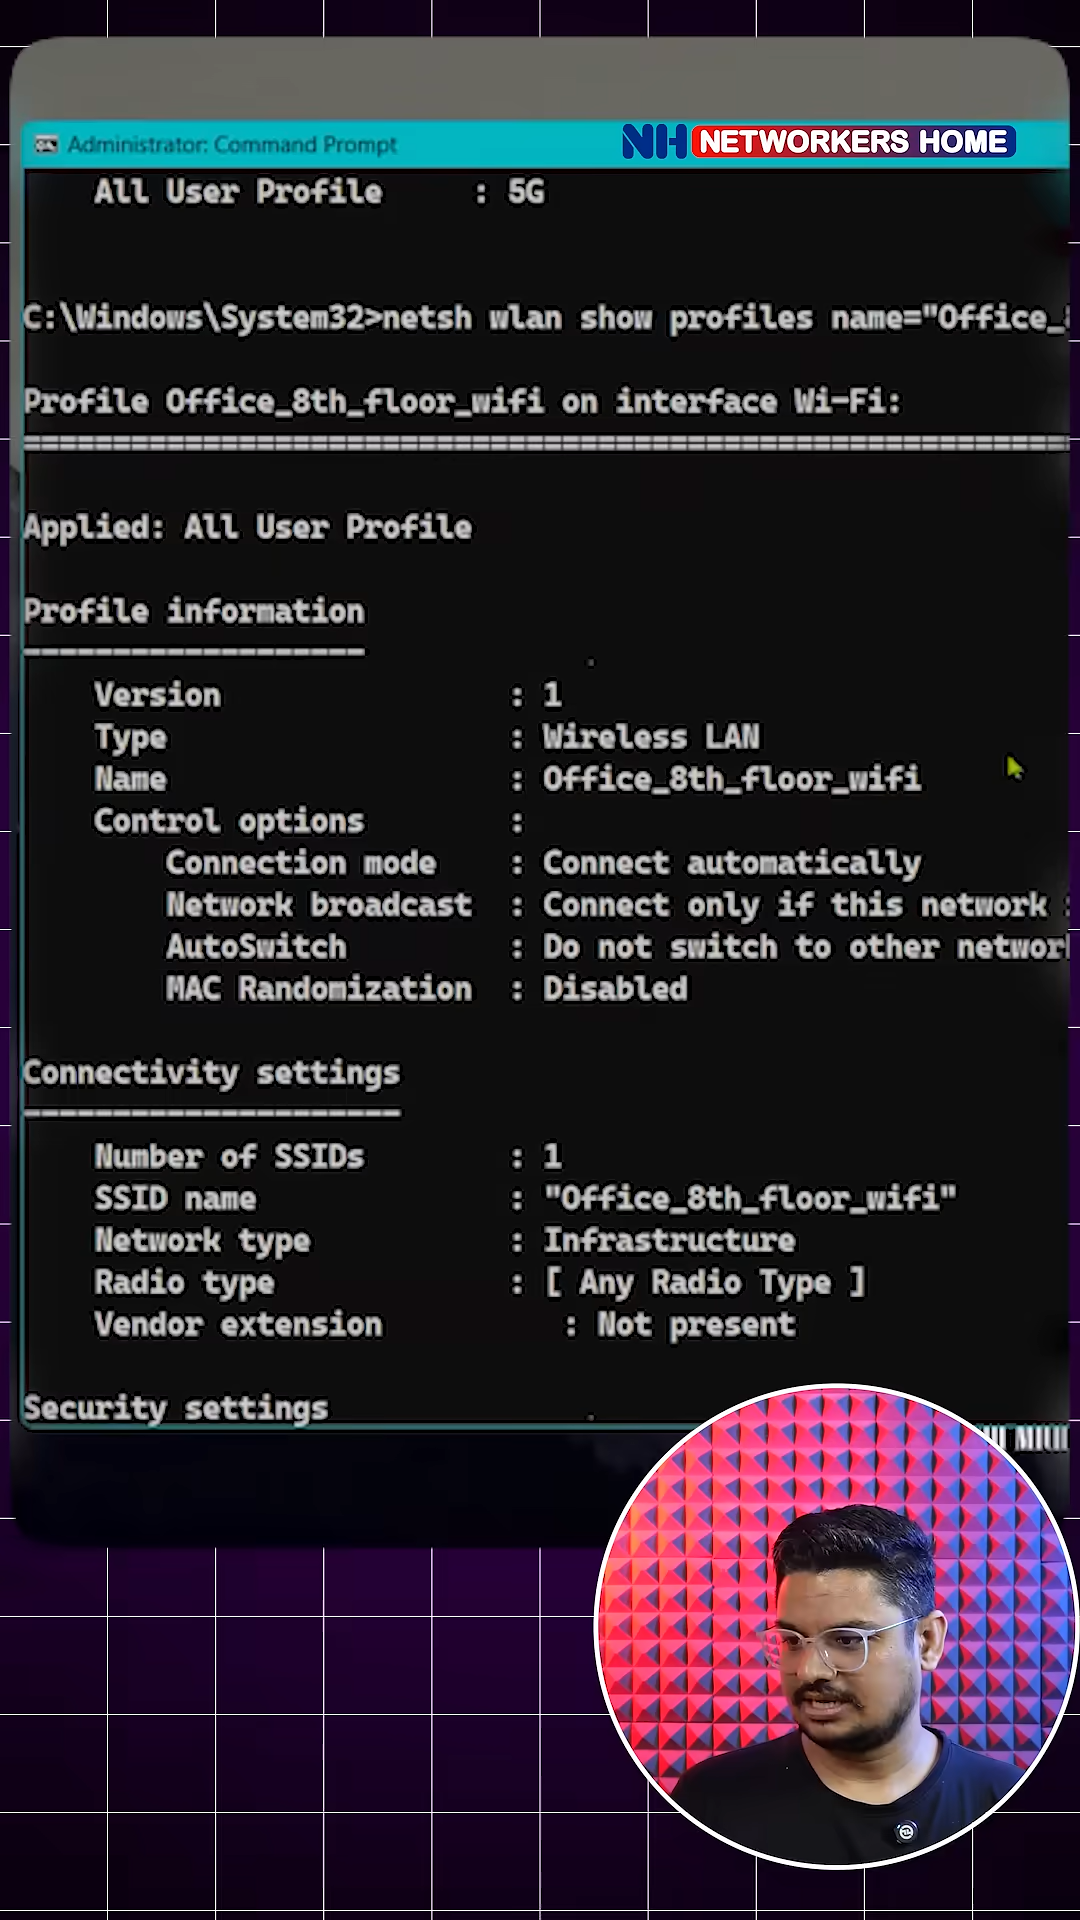 Administrator: Command Prompt
NH NETWORKERS HOME
All User Profile : 5G
C:\Windows\System32>netsh wlan show profiles name="Office_
Profile Office_8th_floor_wifi on interface Wi-Fi:
Applied: All User Profile
Profile information
Version : 1
Type : Wireless LAN
Name : Office_8th_floor_wifi
Control options :
Connection mode : Connect automatically
Network broadcast : Connect only if this network
AutoSwitch : Do not switch to other networ
MAC Randomization : Disabled
Connectivity settings
Number of SSIDs : 1
SSID name : "Office_8th_floor_wifi"
Network type : Infrastructure
Radio type : [ Any Radio Type ]
Vendor extension : Not present
Security settings